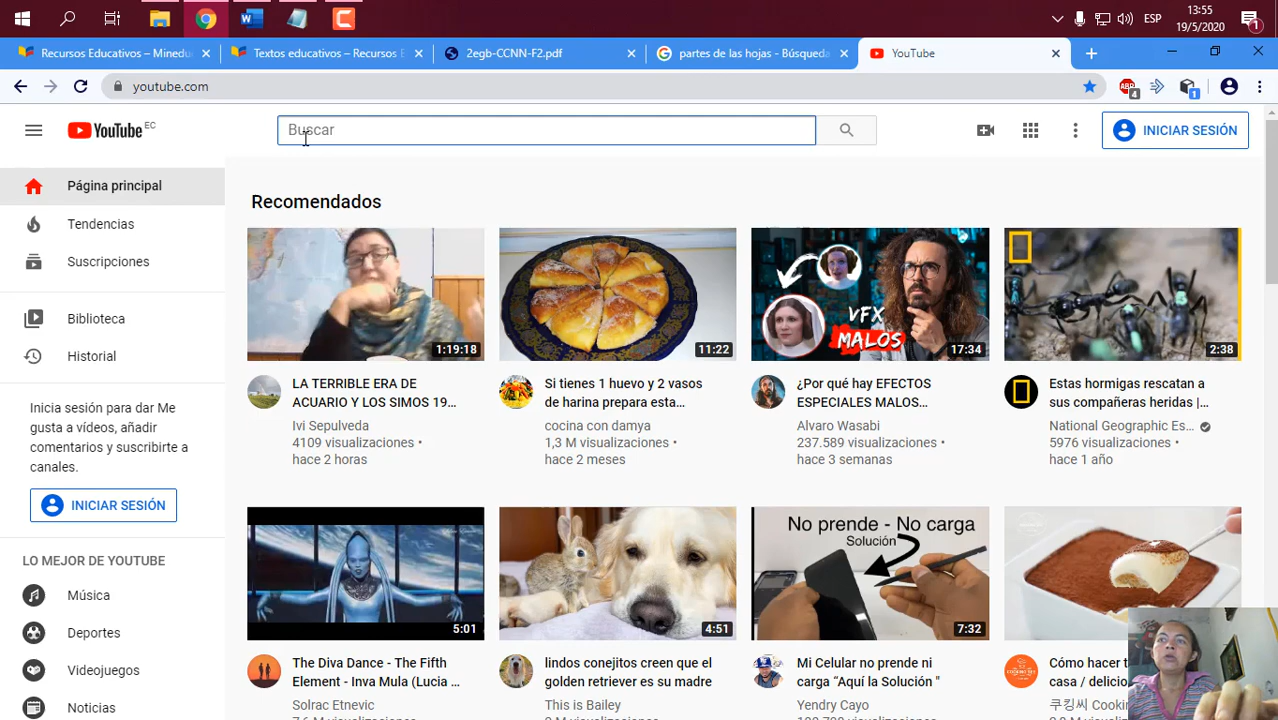 13:55
ESP
19/5/2020
1
Recursos Educativos – Minedu
Textos educativos – Recursos E
2egb-CCNN-F2.pdf
partes de las hojas - Búsqueda
YouTube
youtube.com
4
1
YouTube EC
Buscar
INICIAR SESIÓN
Página principal
Tendencias
Suscripciones
Biblioteca
Historial
Inicia sesión para dar Me
gusta a vídeos, añadir
comentarios y suscribirte a
canales.
INICIAR SESIÓN
LO MEJOR DE YOUTUBE
Música
Deportes
Videojuegos
Noticias
Recomendados
1:19:18
LA TERRIBLE ERA DE
ACUARIO Y LOS SIMOS 19...
Ivi Sepulveda
4109 visualizaciones •
hace 2 horas
11:22
Si tienes 1 huevo y 2 vasos
de harina prepara esta...
cocina con damya
1,3 M visualizaciones •
hace 2 meses
VFX
MALOS
17:34
¿Por qué hay EFECTOS
ESPECIALES MALOS...
Alvaro Wasabi
237.589 visualizaciones •
hace 3 semanas
2:38
Estas hormigas rescatan a
sus compañeras heridas |...
National Geographic Es...
5976 visualizaciones •
hace 1 año
5:01
The Diva Dance - The Fifth
Element - Inva Mula (Lucia ...
Solrac Etnevic
4:51
lindos conejitos creen que el
golden retriever es su madre
This is Bailey
No prende - No carga
Solución
7:32
Mi Celular no prende ni
carga "Aquí la Solución "
Yendry Cayo
Cómo hacer t
casa / delicio
쿠킹씨 Cookin